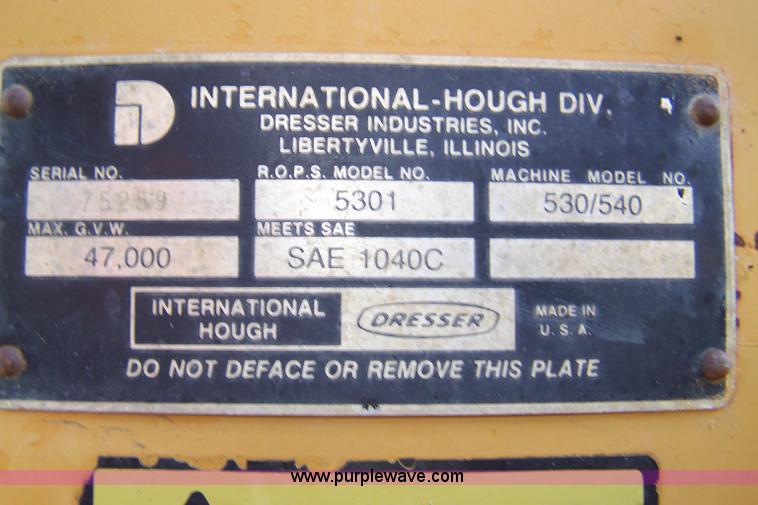 INTERNATIONAL-HOUGH DIV.
DRESSER INDUSTRIES, INC.
LIBERTYVILLE, ILLINOIS
SERIAL NO. R.O.P.S. MODEL NO. MACHINE MODEL NO.
75259 5301 530/540
MAX. G.V.W. MEETS SAE
47,000 SAE 1040C
INTERNATIONAL HOUGH
DRESSER
MADE IN
U.S.A.
DO NOT DEFACE OR REMOVE THIS PLATE
www.purplewave.com